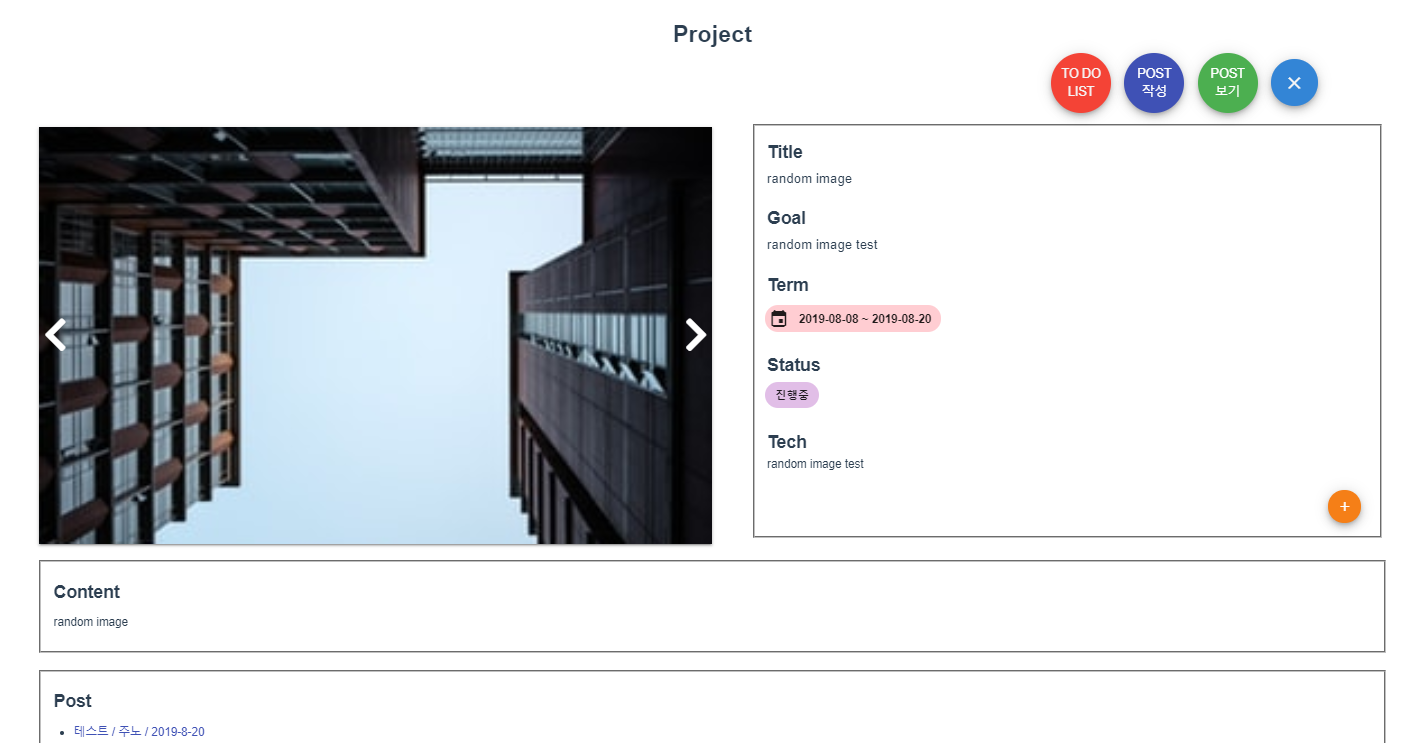 Project
TO DO
LIST
POST
작성
POST
보기
Title
random image
Goal
random image test
Term
2019-08-08 ~ 2019-08-20
Status
진행중
Tech
random image test
+
Content
random image
Post
• 테스트 / 주노 / 2019-8-20